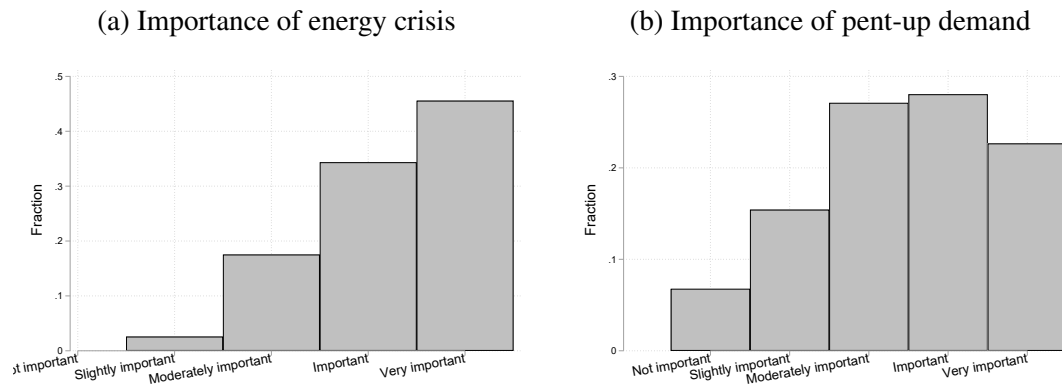 (a) Importance of energy crisis
.5
.4
.3
.2
.1
0
Fraction
ot important
Slightly important
Moderately important
Important
Very important
(b) Importance of pent-up demand
.3
.2
.1
0
Fraction
Not important
Slightly important
Moderately important
Important
Very important